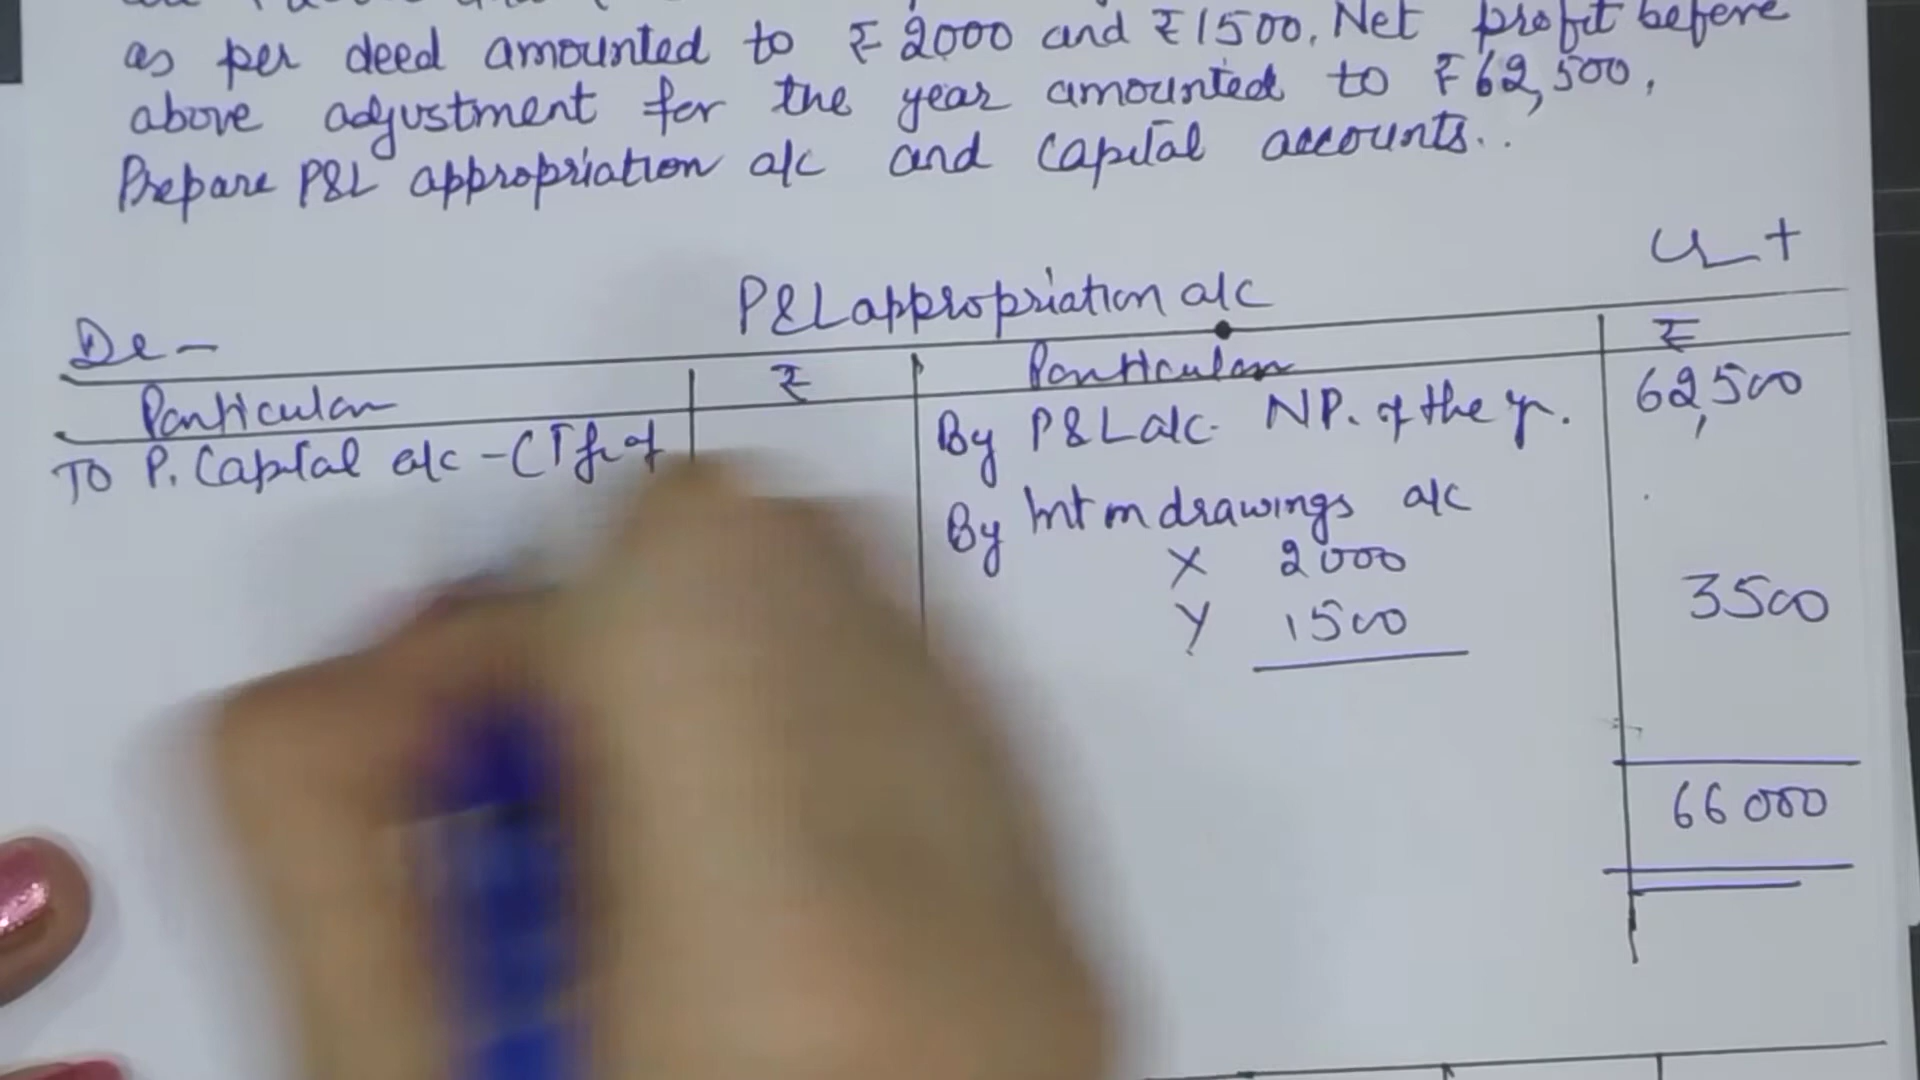 as per deed amounted to ₹ 2000 and ₹1500. Net profit before
above adjustment for the year amounted to ₹62,500.
Prepare P&L appropriation a/c and capital accounts..
P&L appropriation a/c
Particular ₹ Particular ₹
To P. Capital a/c - (Tfr of By P&L a/c. NP. of the yr. 62,500
By Int on drawings a/c
X 2000
Y 1500 3500
66000